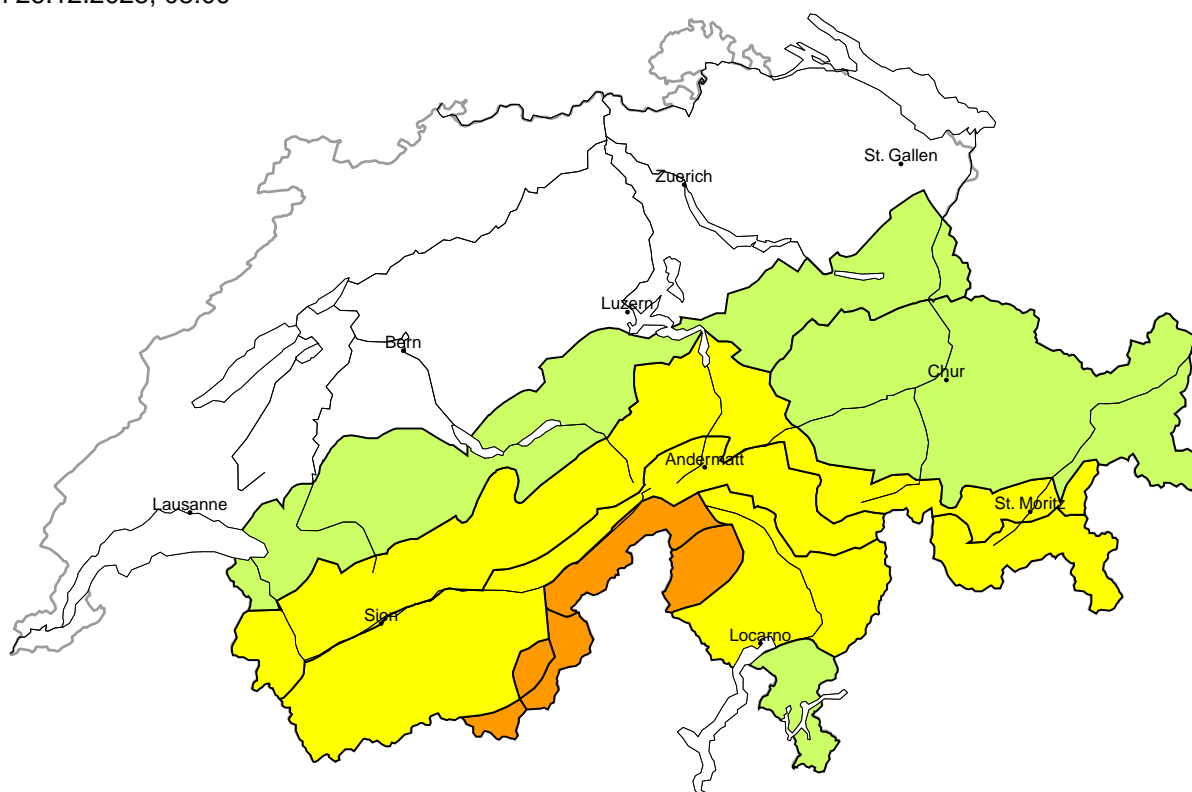 St. Gallen
Zuerich
Luzern
Bern
Chur
Andermatt
Lausanne
St. Moritz
Sion
Locarno